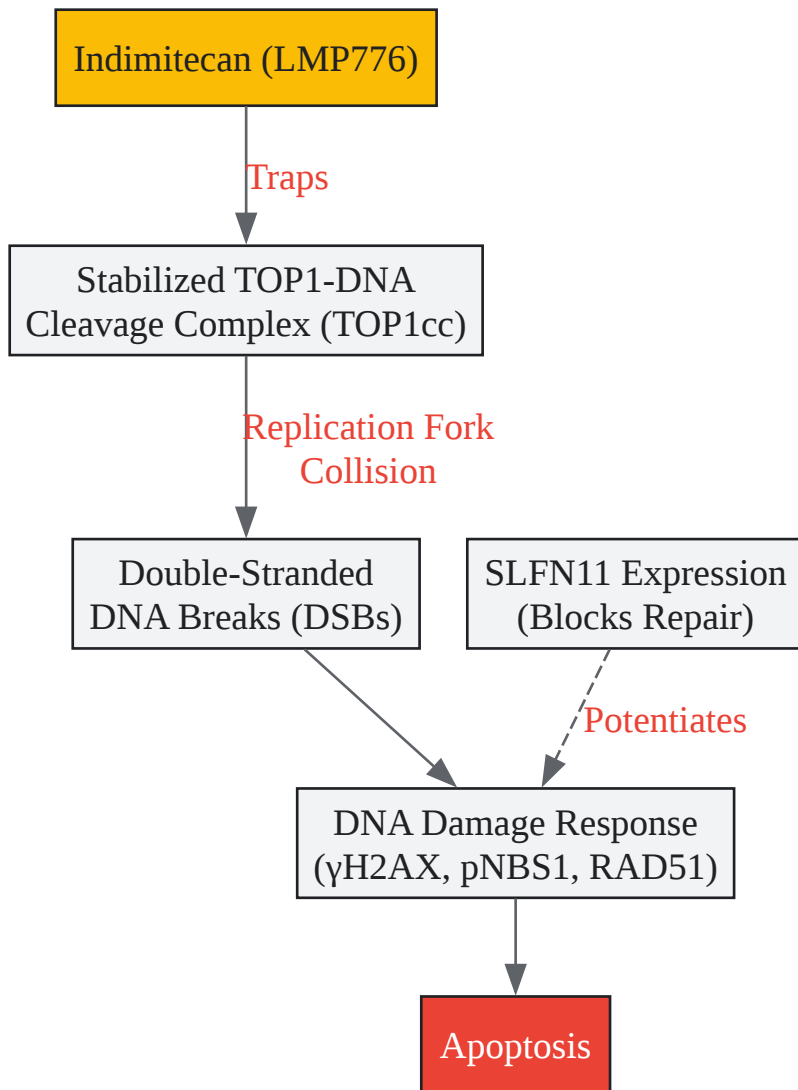 Indimitecan (LMP776)
Traps
Stabilized TOP1-DNA
Cleavage Complex (TOP1cc)
Replication Fork
Collision
Double-Stranded
DNA Breaks (DSBs)
SLFN11 Expression
(Blocks Repair)
Potentiates
DNA Damage Response
(γH2AX, pNBS1, RAD51)
Apoptosis